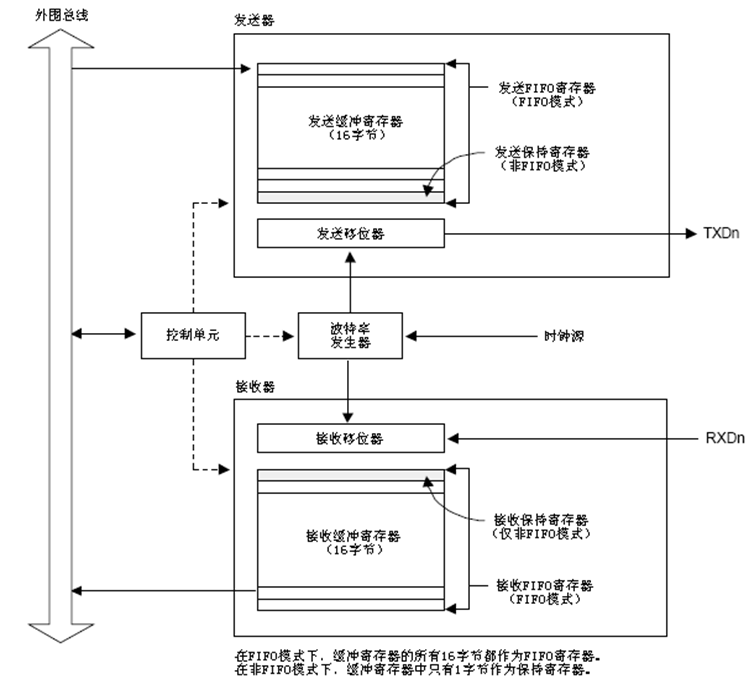 外围总线
发送器
发送FIFO寄存器
（FIFO模式）
发送缓冲寄存器
（16字节）
发送保持寄存器
（非FIFO模式）
发送移位器
TXDn
控制单元
波特率
发生器
时钟源
接收器
接收移位器
RXDn
接收缓冲寄存器
（16字节）
接收保持寄存器
（仅非FIFO模式）
接收FIFO寄存器
（FIFO模式）
在FIFO模式下，缓冲寄存器的所有16字节都作为FIFO寄存器。
在非FIFO模式下，缓冲寄存器中只有1字节作为保持寄存器。